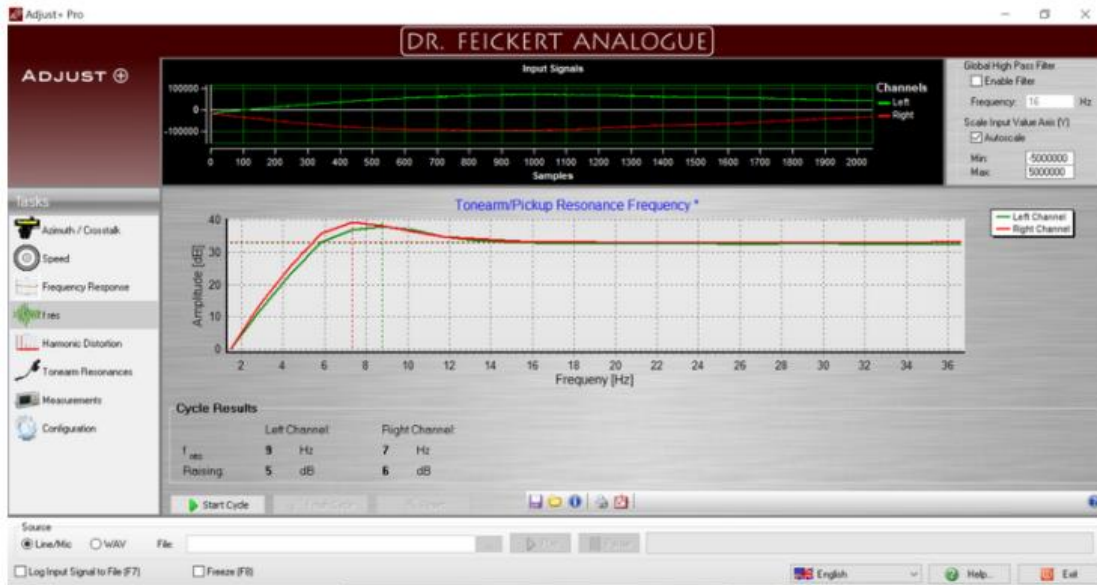 Adjust+ Pro
DR. FEICKERT ANALOGUE
ADJUST +
Input Signals
100000
0
-100000
0 100 200 300 400 500 600 700 800 900 1000 1100 1200 1300 1400 1500 1600 1700 1800 1900 2000
Samples
Channels
Left
Right
Global High Pass Filter
Enable Filter
Frequency: 16 Hz
Scale Input Value Axis (Y)
Autoscale
Min: -5000000
Max: 5000000
Tasks
Azimuth / Crosstalk
Speed
Frequency Response
f res
Harmonic Distortion
Tonearm Resonances
Measurements
Configuration
Tonearm/Pickup Resonance Frequency *
Left Channel
Right Channel
Amplitude [dB]
40
30
20
10
0
2 4 6 8 10 12 14 16 18 20 22 24 26 28 30 32 34 36
Frequeny [Hz]
Cycle Results
Left Channel: Right Channel:
f res 9 Hz 7 Hz
Raising: 5 dB 6 dB
Start Cycle
Source
Line/Mic WAV File:
Log Input Signal to File (F7) Freeze (F8)
English Help... Exit